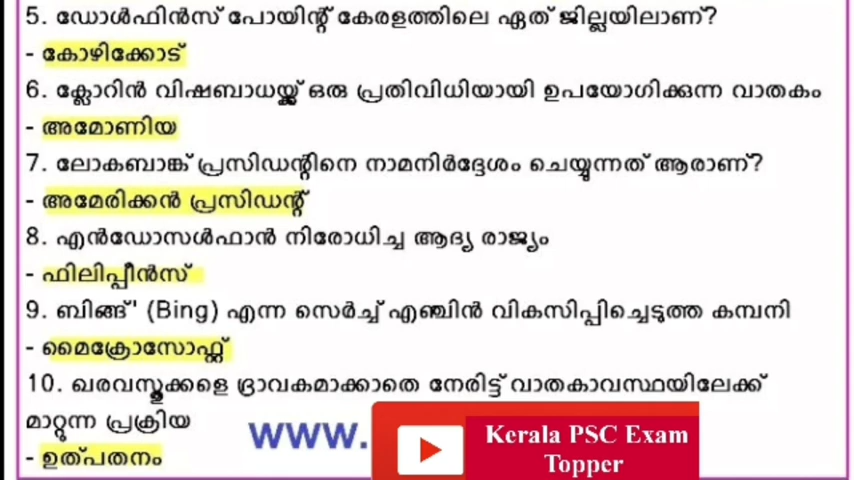 5. ഡോൾഫിൻസ് പോയിന്റ് കേരളത്തിലെ ഏത് ജില്ലയിലാണ്?
- കോഴിക്കോട്
6. ക്ലോറിൻ വിഷബാധയ്ക്ക് ഒരു പ്രതിവിധിയായി ഉപയോഗിക്കുന്ന വാതകം
- അമോണിയ
7. ലോകബാങ്ക് പ്രസിഡന്റിനെ നാമനിർദ്ദേശം ചെയ്യുന്നത് ആരാണ്?
- അമേരിക്കൻ പ്രസിഡന്റ്
8. എൻഡോസൾഫാൻ നിരോധിച്ച ആദ്യ രാജ്യം
- ഫിലിപ്പീൻസ്
9. ബിങ്ങ്" (Bing) എന്ന സെർച്ച് എഞ്ചിൻ വികസിപ്പിച്ചെടുത്ത കമ്പനി
- മൈക്രോസോഫ്റ്റ്
10. ഖരവസ്തുക്കളെ ദ്രാവകമാക്കാതെ നേരിട്ട് വാതകാവസ്ഥയിലേക്ക്
മാറ്റുന്ന പ്രക്രിയ
- ഉത്പതനം
www.
Kerala PSC Exam
Topper